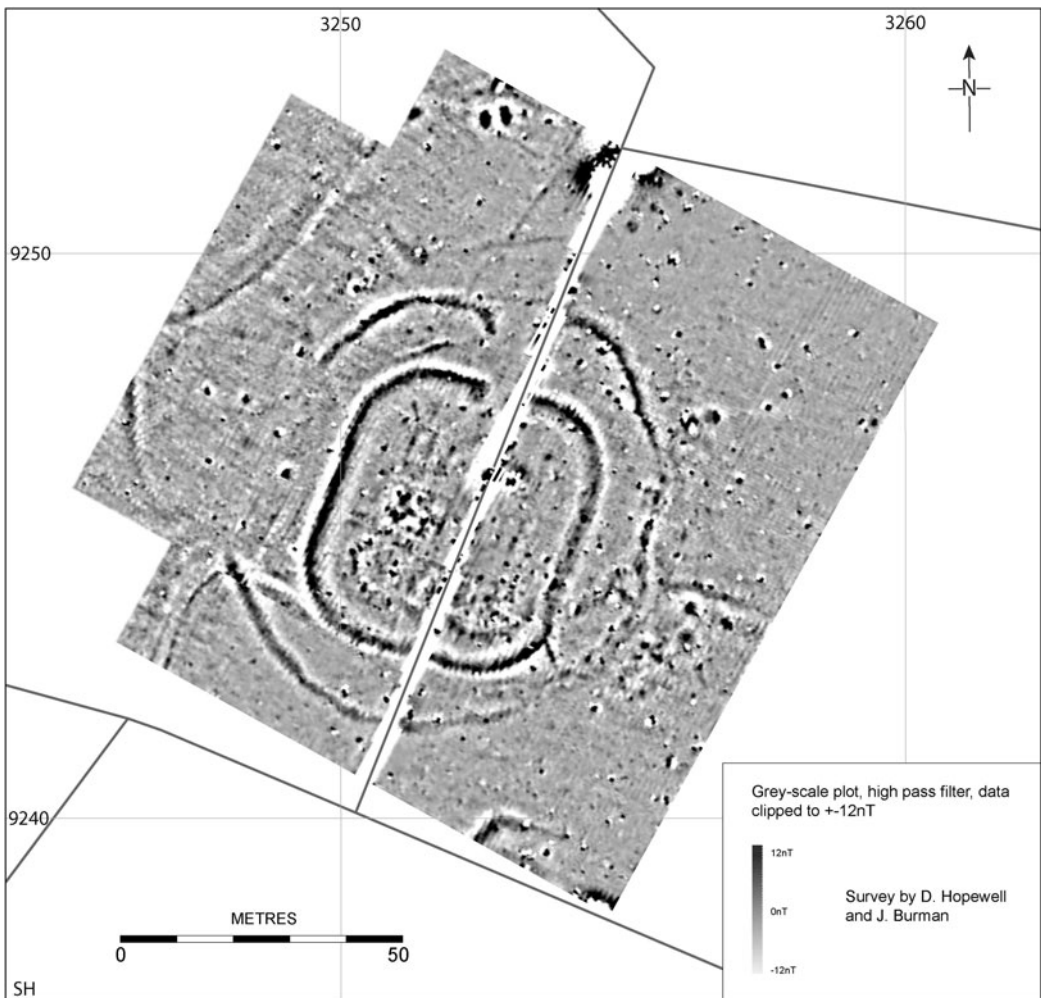 3250
3260
N
9250
9240
METRES
0
50
SH
Grey-scale plot, high pass filter, data
clipped to +-12nT
12nT
0nT
-12nT
Survey by D. Hopewell
and J. Burman